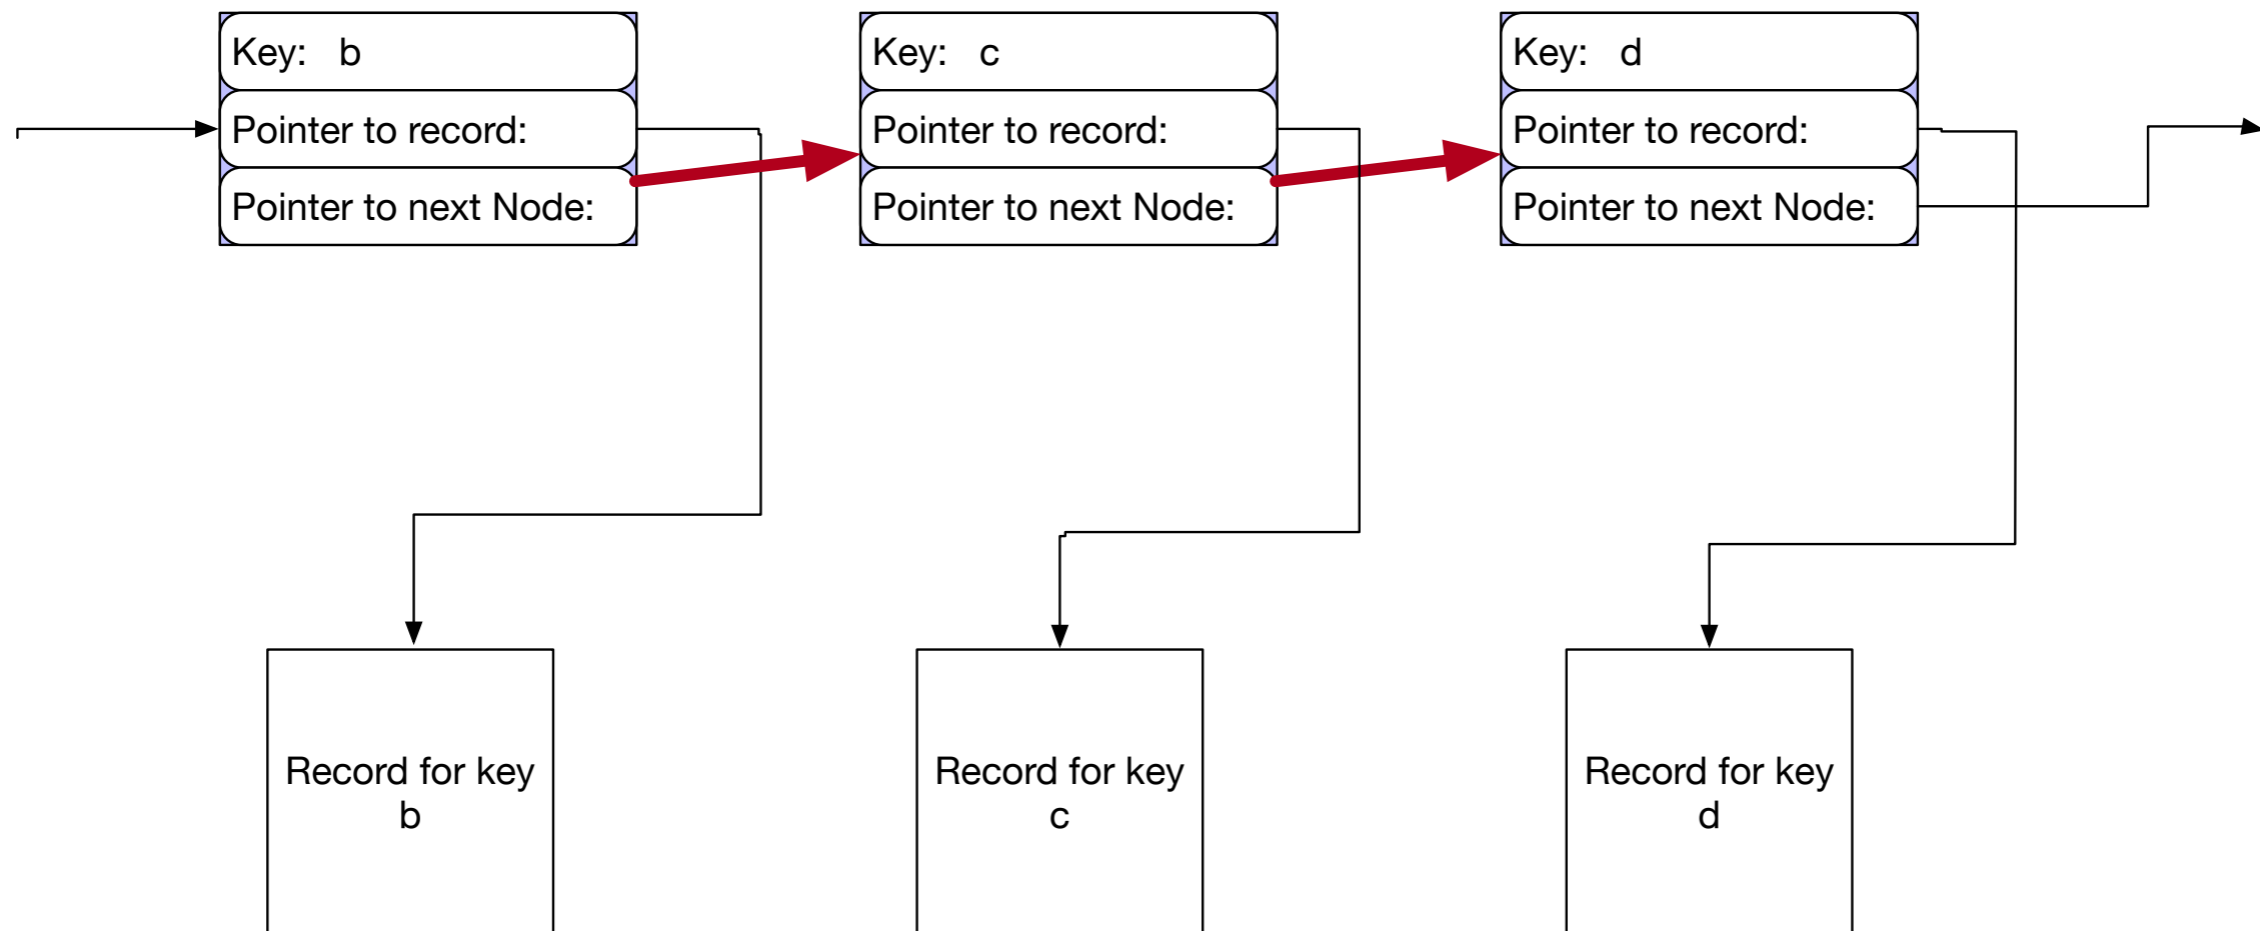 Key: b
Pointer to record:
Pointer to next Node:
Key: c
Pointer to record:
Pointer to next Node:
Key: d
Pointer to record:
Pointer to next Node:
Record for key
b
Record for key
c
Record for key
d